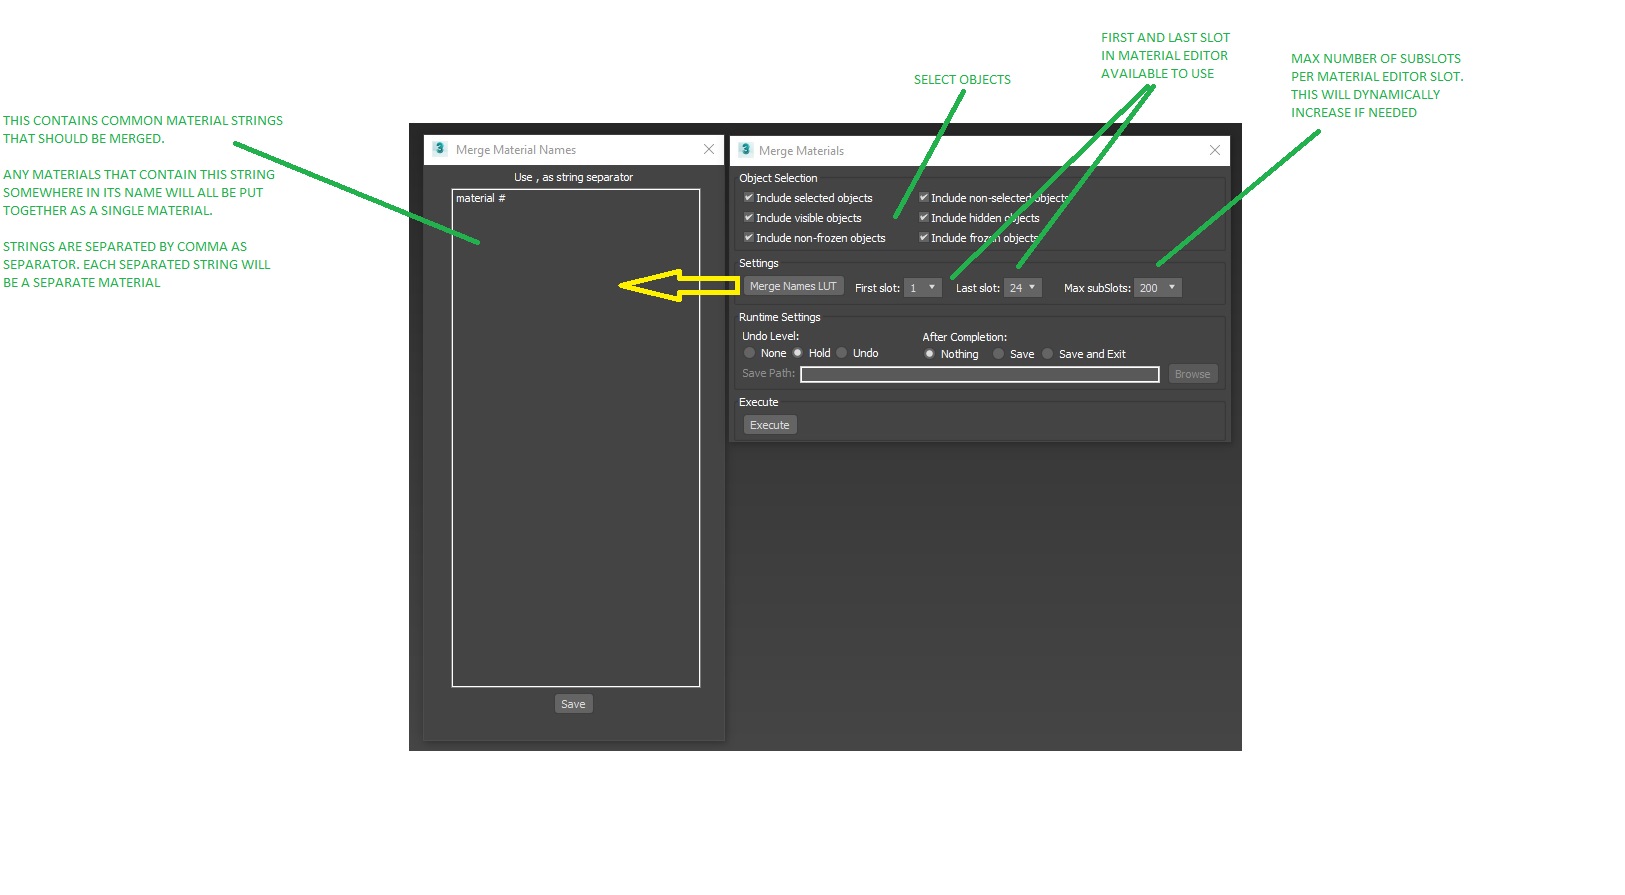 FIRST AND LAST SLOT
IN MATERIAL EDITOR
AVAILABLE TO USE
SELECT OBJECTS
MAX NUMBER OF SUBSLOTS
PER MATERIAL EDITOR SLOT.
THIS WILL DYNAMICALLY
INCREASE IF NEEDED
THIS CONTAINS COMMON MATERIAL STRINGS
THAT SHOULD BE MERGED.
ANY MATERIALS THAT CONTAIN THIS STRING
SOMEWHERE IN ITS NAME WILL ALL BE PUT
TOGETHER AS A SINGLE MATERIAL.
STRINGS ARE SEPARATED BY COMMA AS
SEPARATOR. EACH SEPARATED STRING WILL
BE A SEPARATE MATERIAL
3 Merge Material Names
Use , as string separator
material #
Save
3 Merge Materials
Object Selection
Include selected objects Include non-selected objects
Include visible objects Include hidden objects
Include non-frozen objects Include frozen objects
Settings
Merge Names LUT First slot: 1 Last slot: 24 Max subSlots: 200
Runtime Settings
Undo Level: After Completion:
None Hold Undo Nothing Save Save and Exit
Save Path: Browse
Execute
Execute